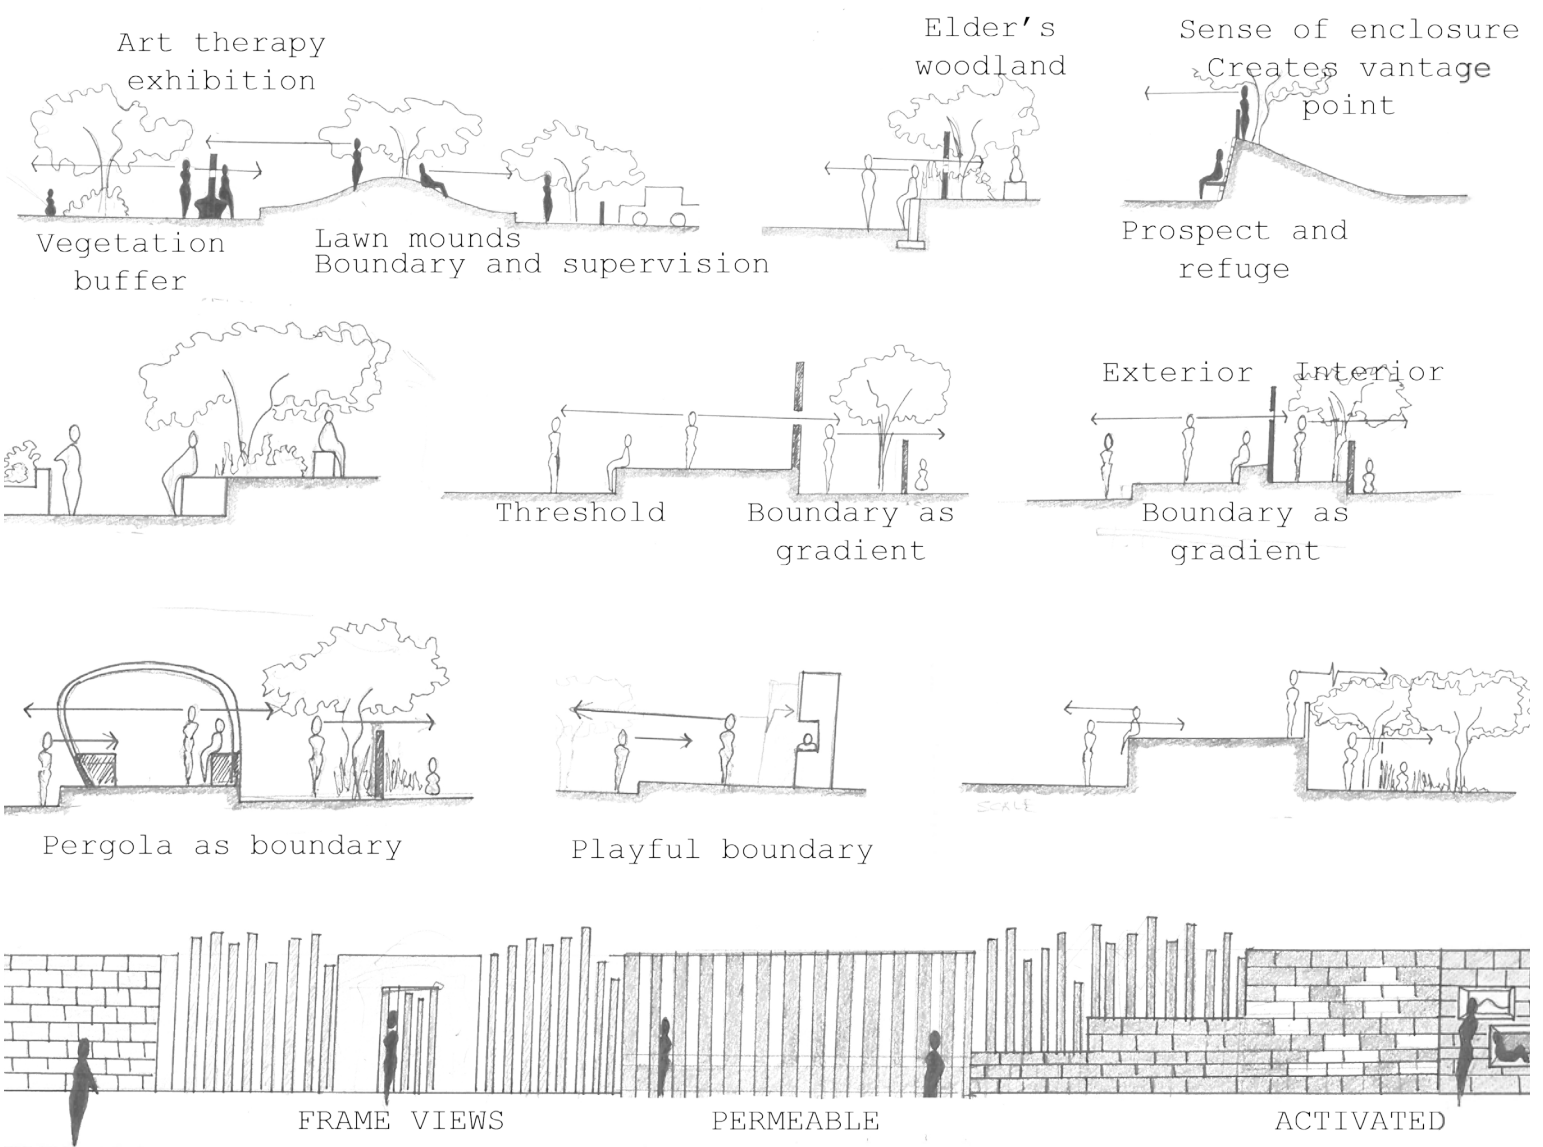 Art therapy
exhibition
Elder's
woodland
Sense of enclosure
Creates vantage
point
Vegetation
buffer
Lawn mounds
Boundary and supervision
Prospect and
refuge
Exterior
Interior
Threshold
Boundary as
gradient
Boundary as
gradient
SCALE
Pergola as boundary
Playful boundary
FRAME VIEWS
PERMEABLE
ACTIVATED